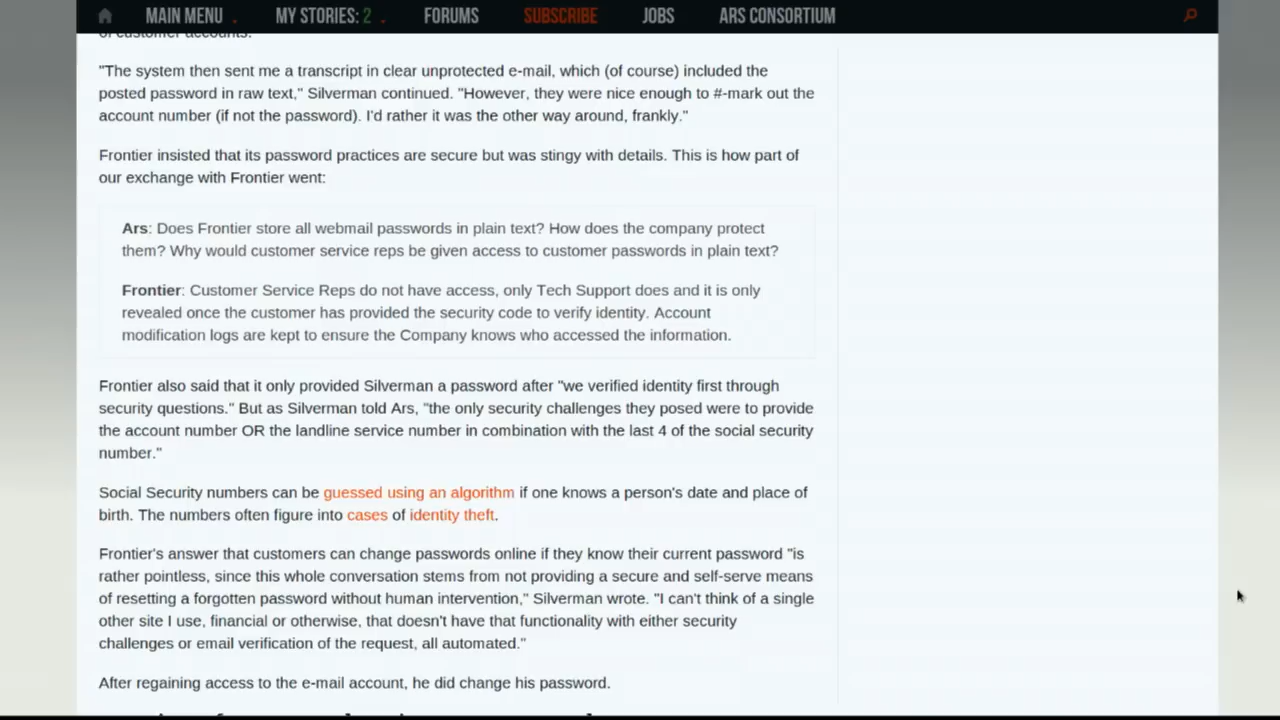 MAIN MENU
MY STORIES: 2
FORUMS
SUBSCRIBE
JOBS
ARS CONSORTIUM
of customer accounts.
"The system then sent me a transcript in clear unprotected e-mail, which (of course) included the
posted password in raw text," Silverman continued. "However, they were nice enough to #-mark out the
account number (if not the password). I'd rather it was the other way around, frankly."
Frontier insisted that its password practices are secure but was stingy with details. This is how part of
our exchange with Frontier went:
Ars: Does Frontier store all webmail passwords in plain text? How does the company protect
them? Why would customer service reps be given access to customer passwords in plain text?
Frontier: Customer Service Reps do not have access, only Tech Support does and it is only
revealed once the customer has provided the security code to verify identity. Account
modification logs are kept to ensure the Company knows who accessed the information.
Frontier also said that it only provided Silverman a password after "we verified identity first through
security questions." But as Silverman told Ars, "the only security challenges they posed were to provide
the account number OR the landline service number in combination with the last 4 of the social security
number."
Social Security numbers can be guessed using an algorithm if one knows a person's date and place of
birth. The numbers often figure into cases of identity theft.
Frontier's answer that customers can change passwords online if they know their current password "is
rather pointless, since this whole conversation stems from not providing a secure and self-serve means
of resetting a forgotten password without human intervention," Silverman wrote. "I can't think of a single
other site I use, financial or otherwise, that doesn't have that functionality with either security
challenges or email verification of the request, all automated."
After regaining access to the e-mail account, he did change his password.